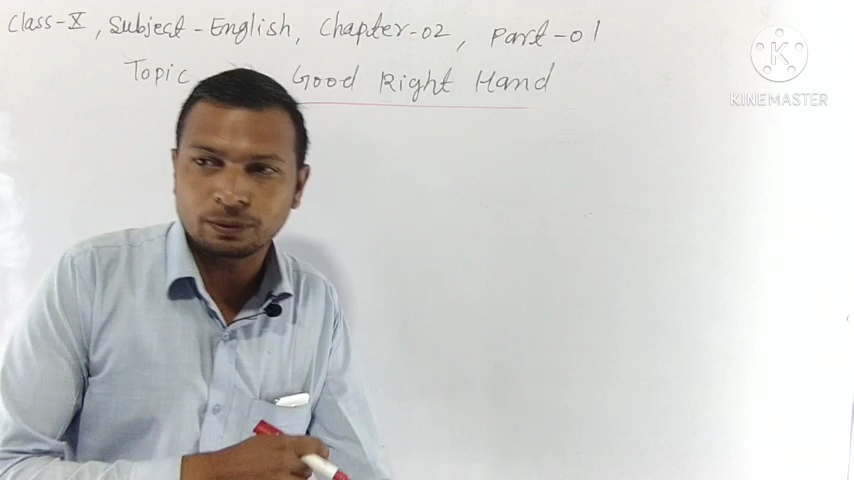 Class-X, Subject-English, Chapter-02, Part-01
Topic Good Right Hand
K
KINEMASTER